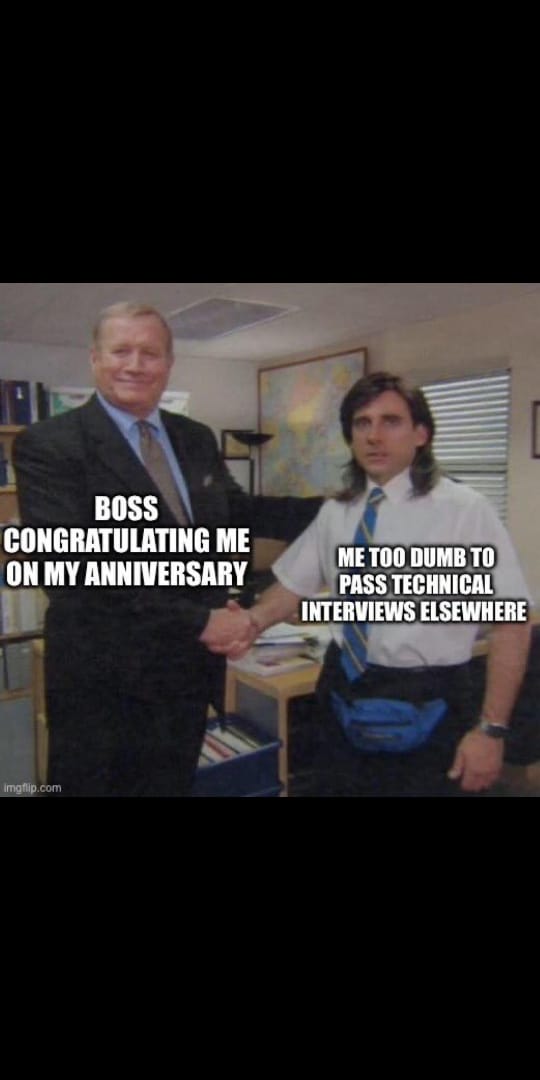 BOSS
CONGRATULATING ME
ON MY ANNIVERSARY
ME TOO DUMB TO
PASS TECHNICAL
INTERVIEWS ELSEWHERE
imgflip.com